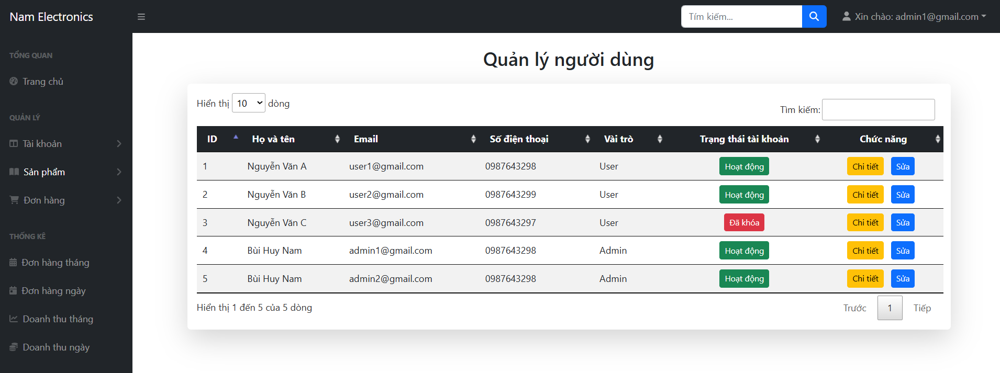 Nam Electronics
Tím kiếm...
Xin chào: admin1@gmail.com
TỔNG QUAN
Trang chủ
QUẢN LÝ
Tài khoản
Sản phẩm
Đơn hàng
THỐNG KÊ
Đơn hàng tháng
Đơn hàng ngày
Doanh thu tháng
Doanh thu ngày
Quản lý người dùng
Hiển thị 10 dòng
Tìm kiếm:
ID Họ và tên Email Số điện thoại Vài trò Trạng thái tài khoản Chức năng
1 Nguyễn Văn A user1@gmail.com 0987643298 User Hoạt động Chi tiết Sửa
2 Nguyễn Văn B user2@gmail.com 0987643299 User Hoạt động Chi tiết Sửa
3 Nguyễn Văn C user3@gmail.com 0987643297 User Đã khóa Chi tiết Sửa
4 Bùi Huy Nam admin1@gmail.com 0987643298 Admin Hoạt động Chi tiết Sửa
5 Bùi Huy Nam admin2@gmail.com 0987643298 Admin Hoạt động Chi tiết Sửa
Hiển thị 1 đến 5 của 5 dòng
Trước 1 Tiếp